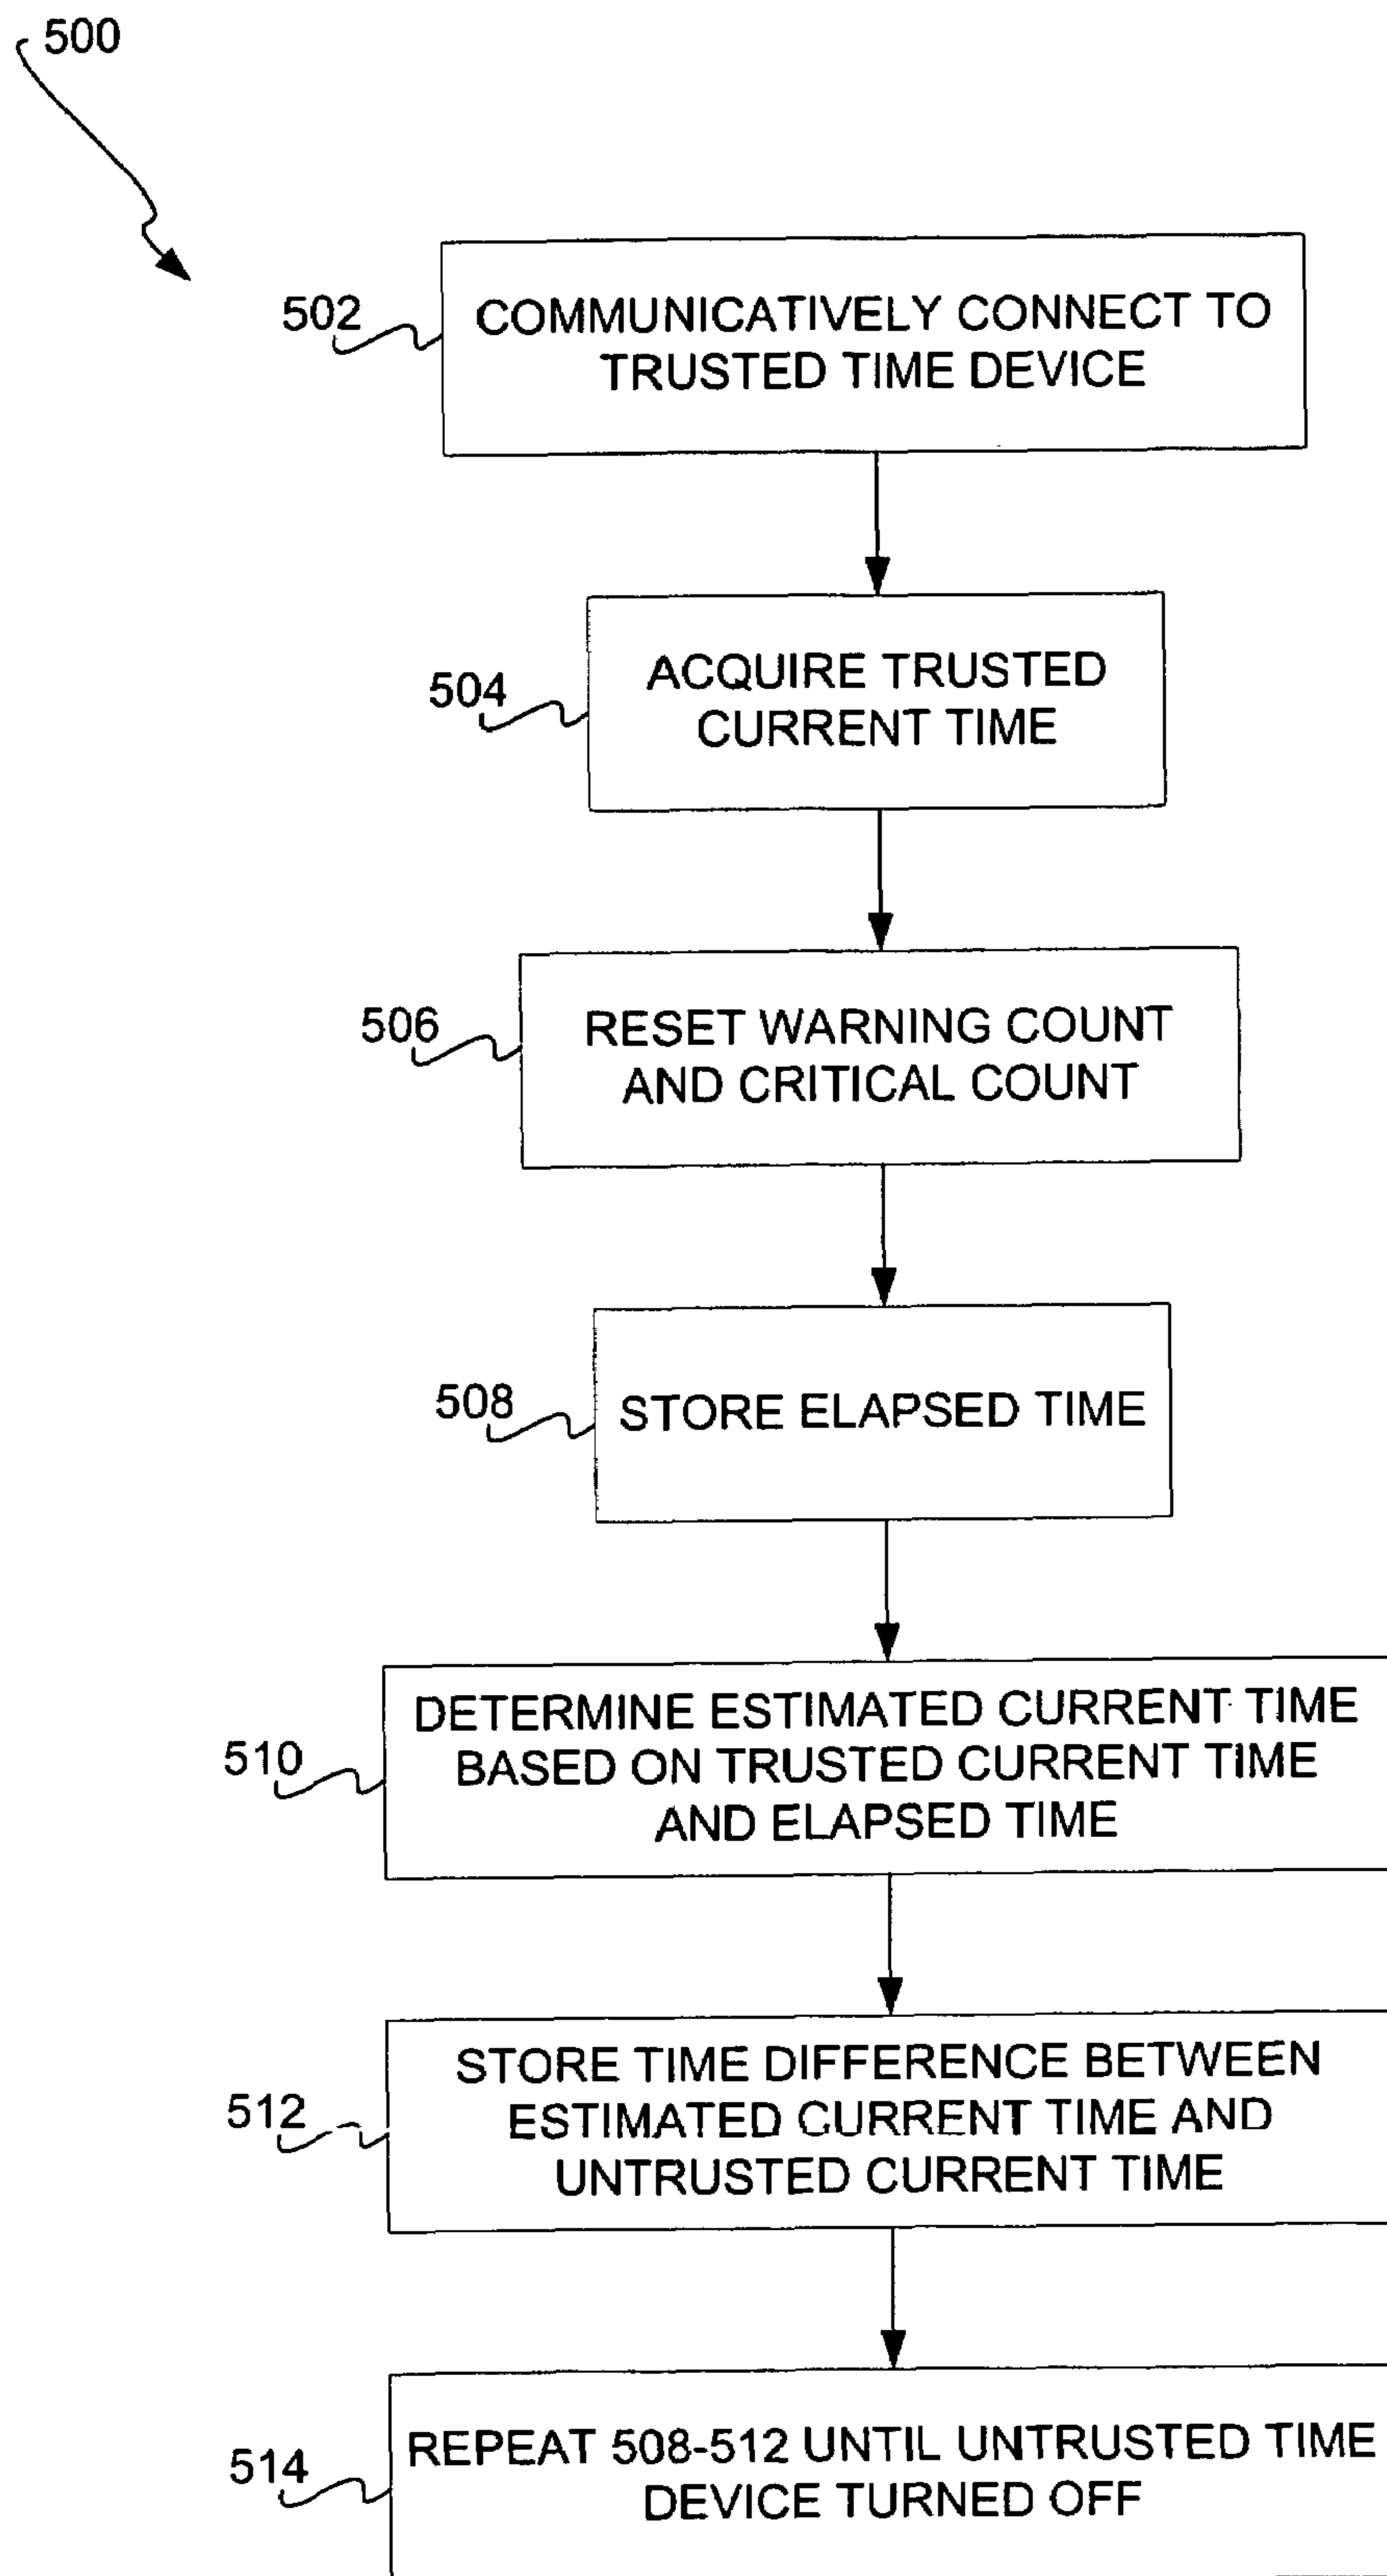 500
502
COMMUNICATIVELY CONNECT TO
TRUSTED TIME DEVICE
504
ACQUIRE TRUSTED
CURRENT TIME
506
RESET WARNING COUNT
AND CRITICAL COUNT
508
STORE ELAPSED TIME
510
DETERMINE ESTIMATED CURRENT TIME
BASED ON TRUSTED CURRENT TIME
AND ELAPSED TIME
512
STORE TIME DIFFERENCE BETWEEN
ESTIMATED CURRENT TIME AND
UNTRUSTED CURRENT TIME
514
REPEAT 508-512 UNTIL UNTRUSTED TIME
DEVICE TURNED OFF